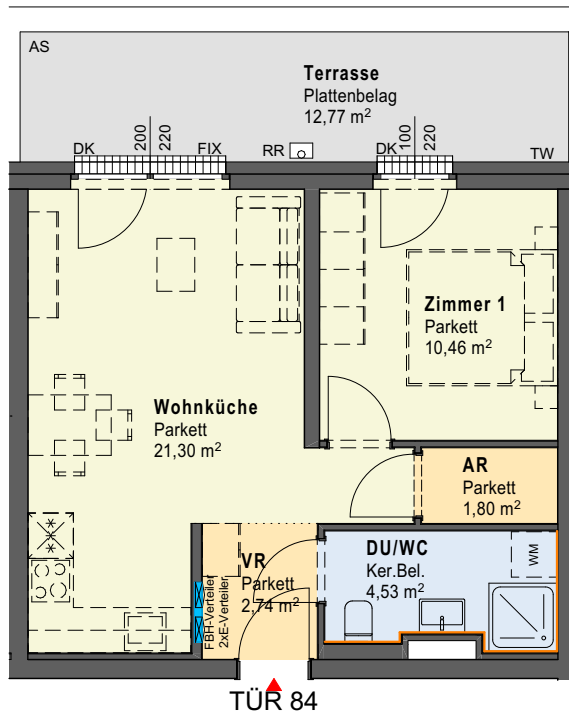 AS
Terrasse
Plattenbelag
12,77 m²
DK
200
220
FIX
RR
DK
100
220
TW
Zimmer 1
Parkett
10,46 m²
Wohnküche
Parkett
21,30 m²
AR
Parkett
1,80 m²
VR
Parkett
2,74 m²
DU/WC
Ker.Bel.
4,53 m²
WM
FBH-Verteiler
2xE-Verteiler
TÜR 84